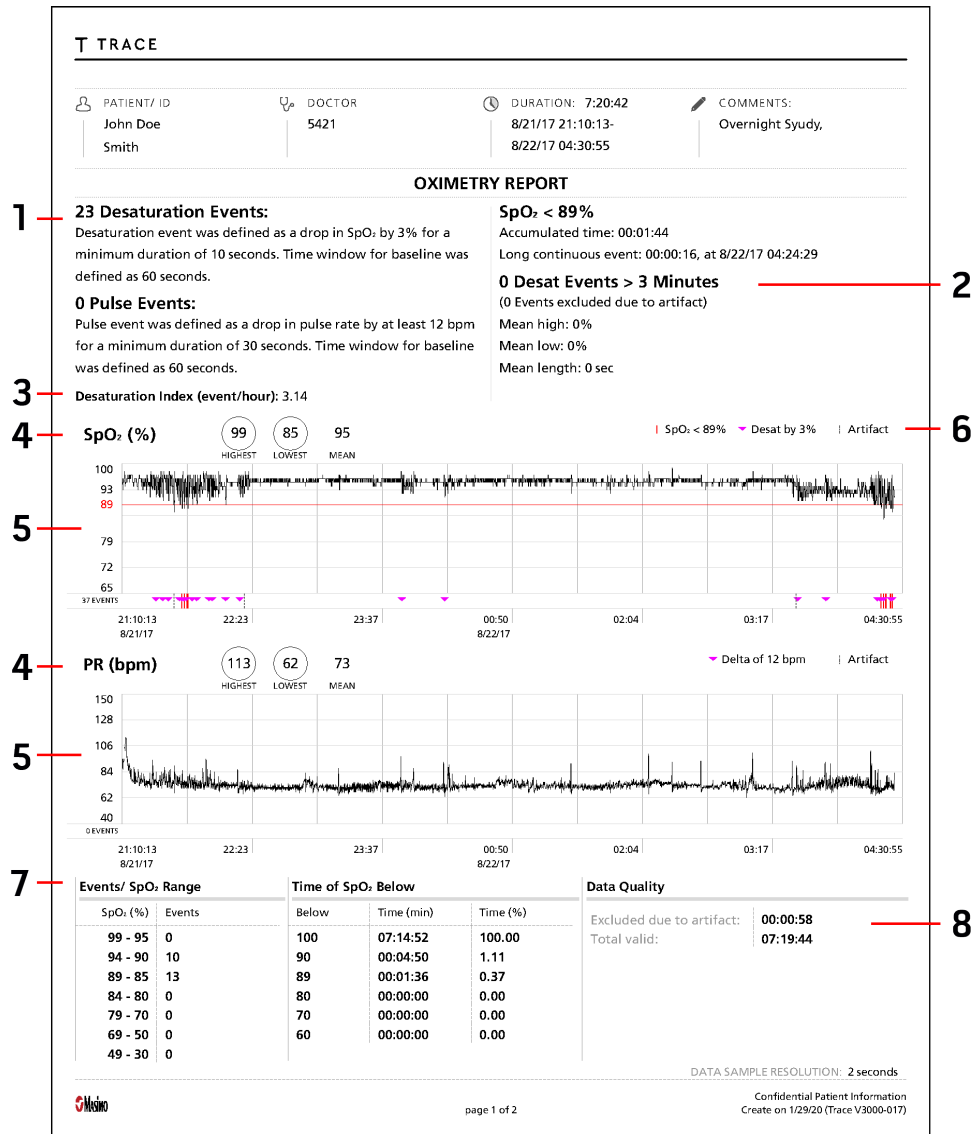 T TRACE
PATIENT/ ID
John Doe
Smith
DOCTOR
5421
DURATION: 7:20:42
8/21/17 21:10:13-
8/22/17 04:30:55
COMMENTS:
Overnight Syudy,
OXIMETRY REPORT
1
23 Desaturation Events:
Desaturation event was defined as a drop in SpO₂ by 3% for a
minimum duration of 10 seconds. Time window for baseline was
defined as 60 seconds.
0 Pulse Events:
Pulse event was defined as a drop in pulse rate by at least 12 bpm
for a minimum duration of 30 seconds. Time window for baseline
was defined as 60 seconds.
3
Desaturation Index (event/hour): 3.14
SpO₂ < 89%
Accumulated time: 00:01:44
Long continuous event: 00:00:16, at 8/22/17 04:24:29
0 Desat Events > 3 Minutes
2
(0 Events excluded due to artifact)
Mean high: 0%
Mean low: 0%
Mean length: 0 sec
4
SpO₂ (%)
99 85 95
HIGHEST LOWEST MEAN
SpO₂ < 89% Desat by 3% Artifact
6
5
100
93
89
79
72
65
37 EVENTS
21:10:13 22:23 23:37 00:50 02:04 03:17 04:30:55
8/21/17 8/22/17
4
PR (bpm)
113 62 73
HIGHEST LOWEST MEAN
Delta of 12 bpm Artifact
5
150
128
106
84
62
40
0 EVENTS
21:10:13 22:23 23:37 00:50 02:04 03:17 04:30:55
8/21/17 8/22/17
7
Events/ SpO₂ Range
SpO₂ (%) Events
99 - 95 0
94 - 90 10
89 - 85 13
84 - 80 0
79 - 70 0
69 - 50 0
49 - 30 0
Time of SpO₂ Below
Below Time (min) Time (%)
100 07:14:52 100.00
90 00:04:50 1.11
89 00:01:36 0.37
80 00:00:00 0.00
70 00:00:00 0.00
60 00:00:00 0.00
Data Quality
Excluded due to artifact: 00:00:58
Total valid: 07:19:44
8
DATA SAMPLE RESOLUTION: 2 seconds
Masimo
page 1 of 2
Confidential Patient Information
Create on 1/29/20 (Trace V3000-017)